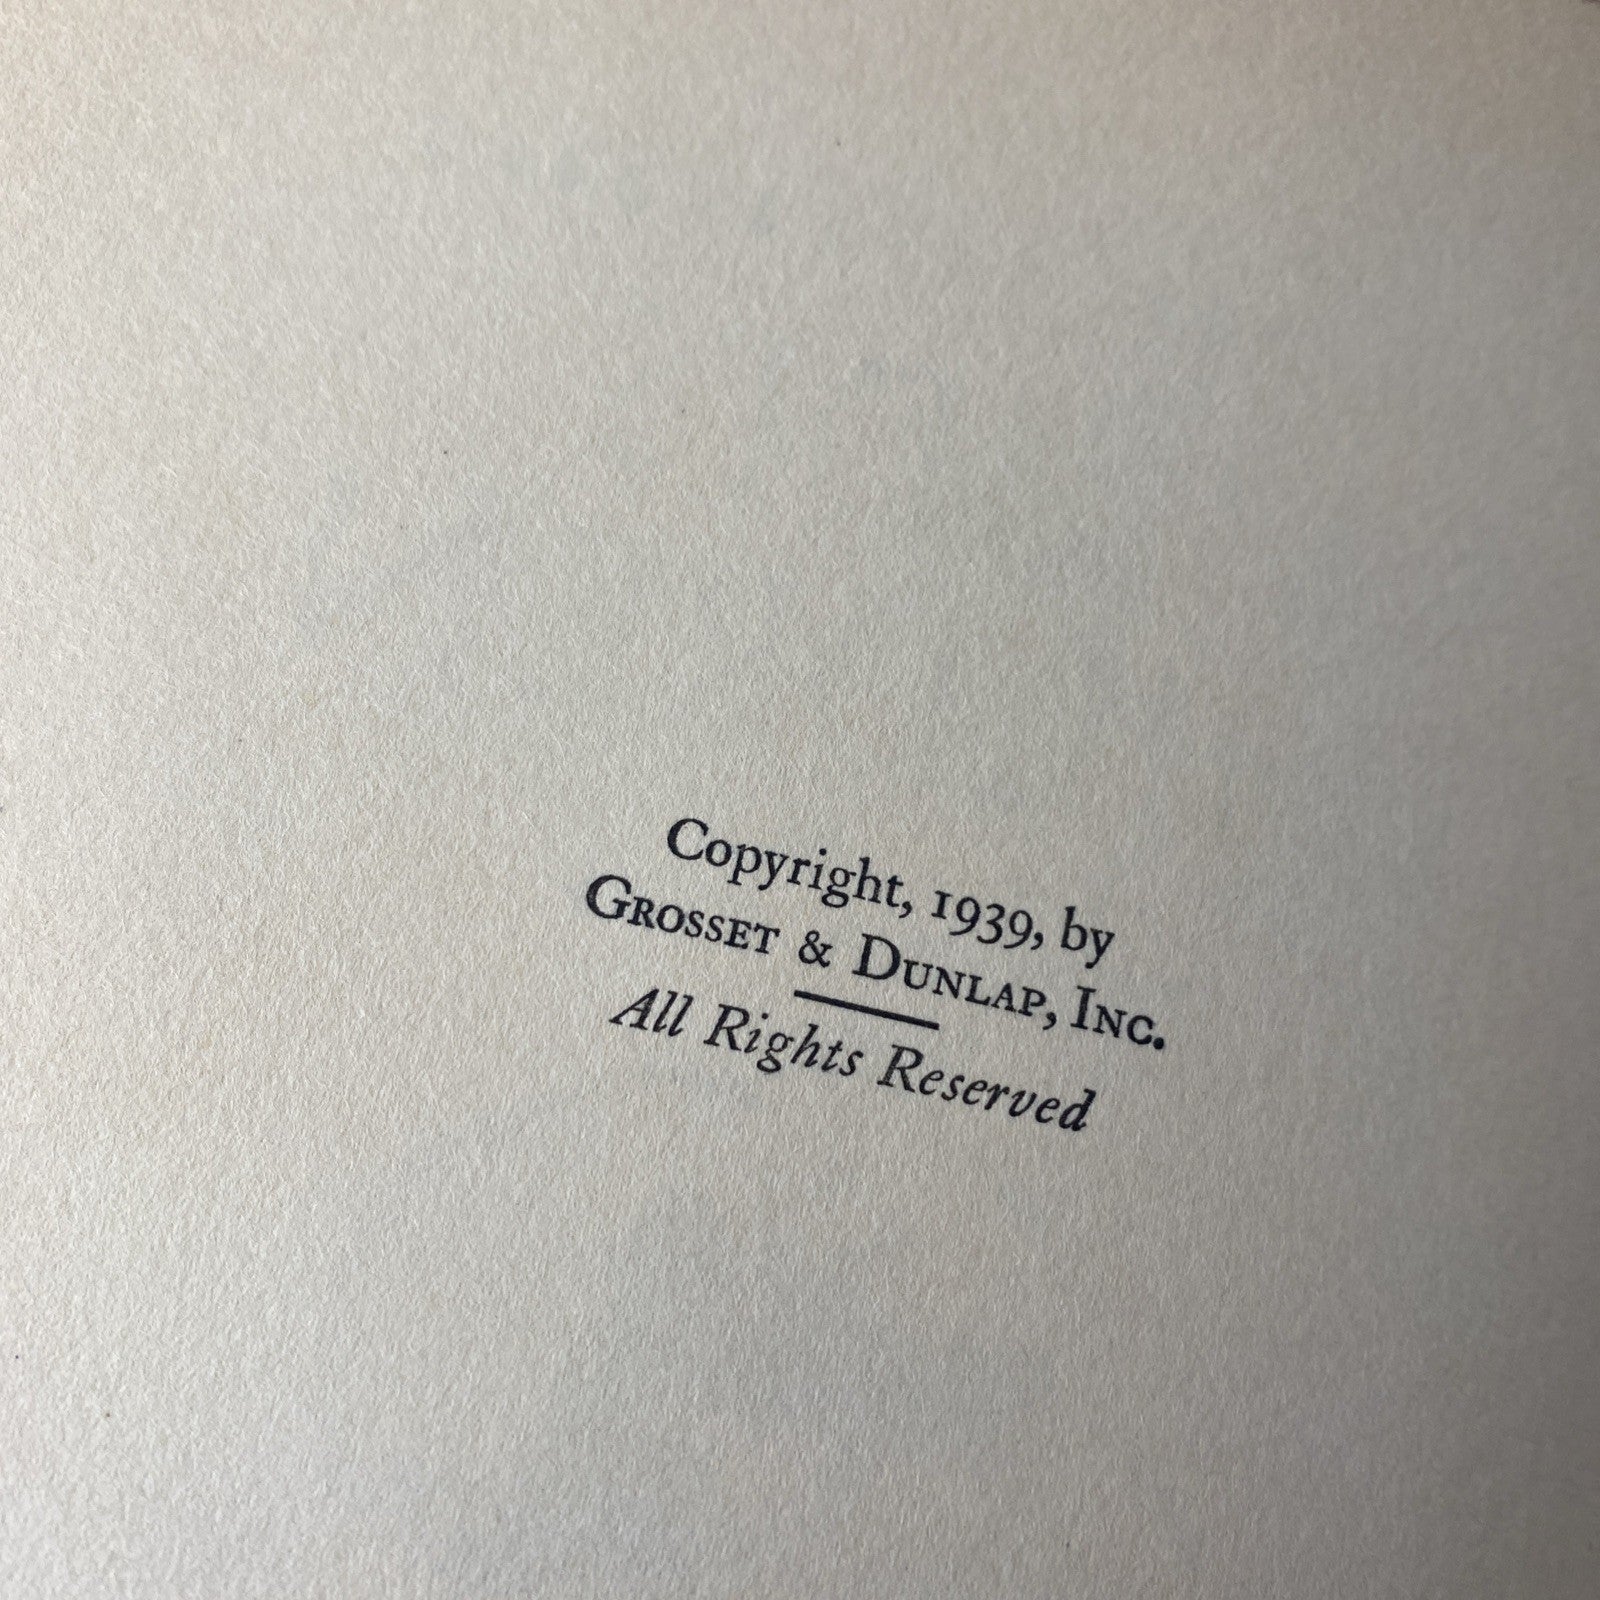 Copyright, 1939, by
Grosset & Dunlap, Inc.
All Rights Reserved